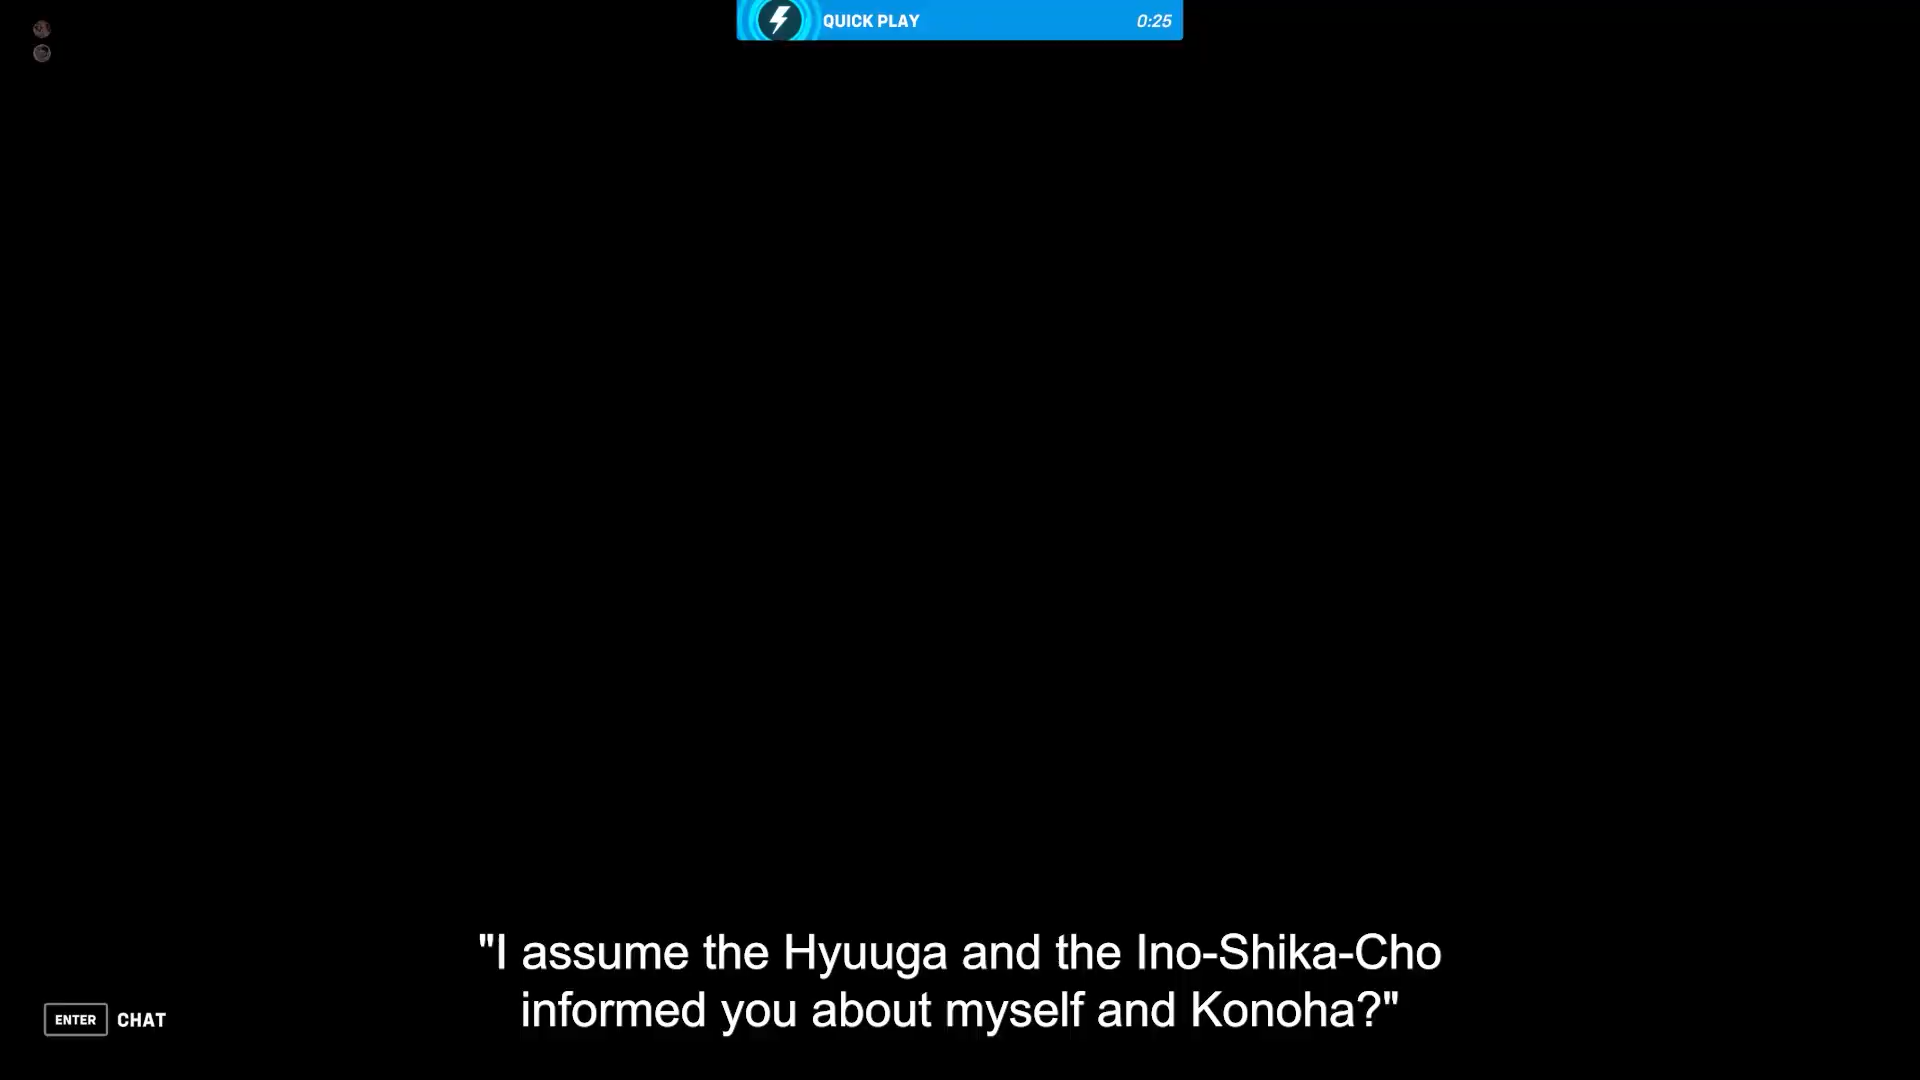 QUICK PLAY 0:25
"I assume the Hyuuga and the Ino-Shika-Cho
informed you about myself and Konoha?"
ENTER CHAT